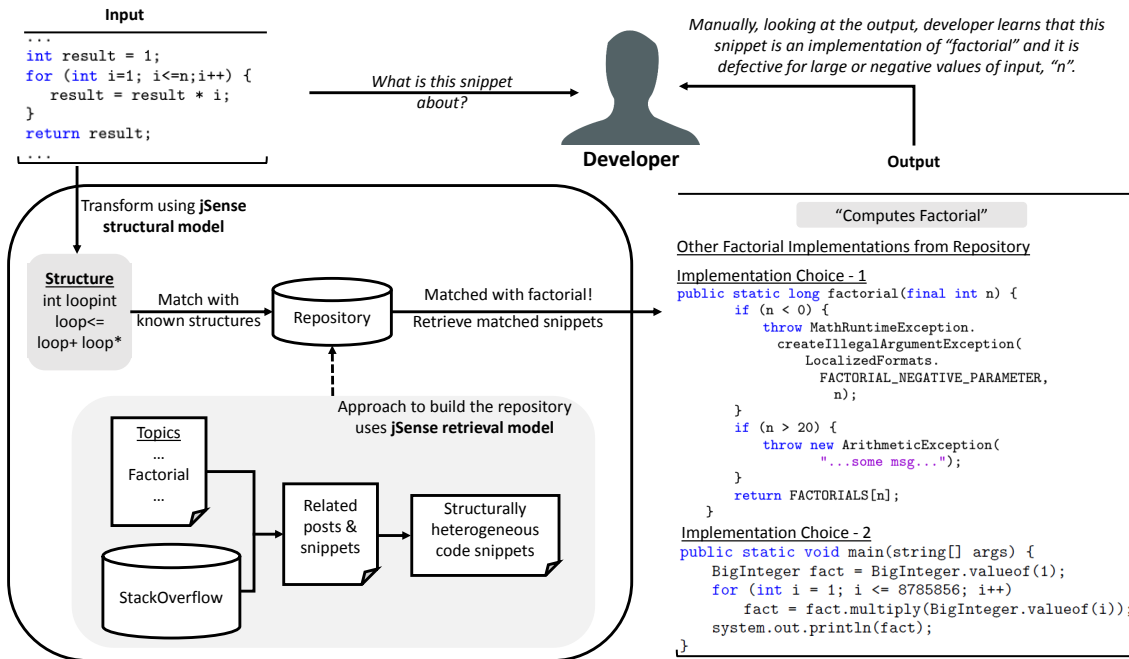 Input
...
int result = 1;
for (int i=1; i<=n;i++) {
result = result * i;
}
return result;
...
What is this snippet
about?
Developer
Manually, looking at the output, developer learns that this
snippet is an implementation of “factorial” and it is
defective for large or negative values of input, “n”.
Output
Transform using jSense
structural model
Structure
int loopint
loop<=
loop+ loop*
Match with
known structures
Repository
Matched with factorial!
Retrieve matched snippets
Approach to build the repository
uses jSense retrieval model
Topics
...
Factorial
...
StackOverflow
Related
posts &
snippets
Structurally
heterogeneous
code snippets
“Computes Factorial”
Other Factorial Implementations from Repository
Implementation Choice - 1
public static long factorial(final int n) {
if (n < 0) {
throw MathRuntimeException.
createIllegalArgumentException(
LocalizedFormats.
FACTORIAL_NEGATIVE_PARAMETER,
n);
}
if (n > 20) {
throw new ArithmeticException(
"...some msg...");
}
return FACTORIALS[n];
}
Implementation Choice - 2
public static void main(string[] args) {
BigInteger fact = BigInteger.valueof(1);
for (int i = 1; i <= 8785856; i++)
fact = fact.multiply(BigInteger.valueof(i));
system.out.println(fact);
}